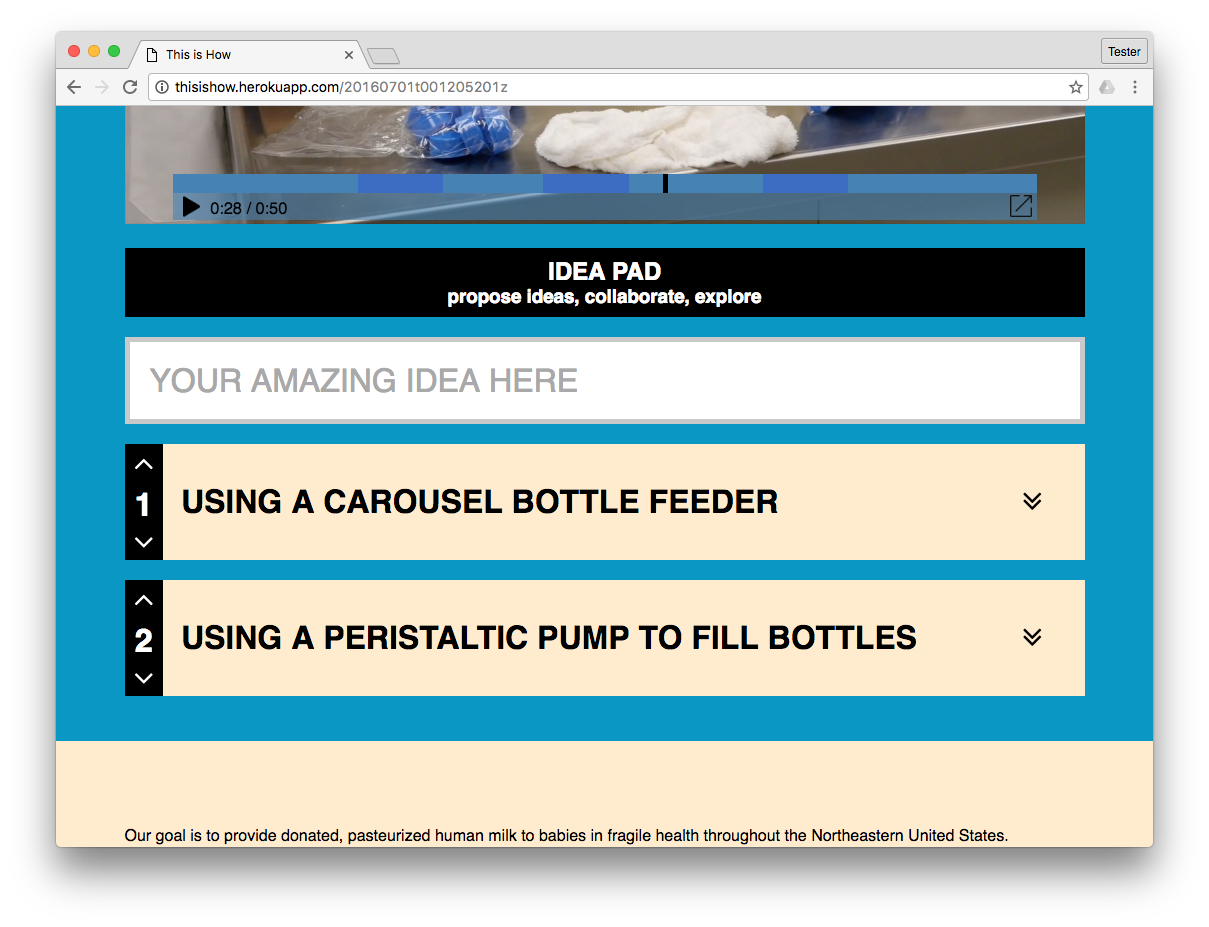 This is How
Tester
thisishow.herokuapp.com/20160701t001205201z
0:28 / 0:50
IDEA PAD
propose ideas, collaborate, explore
YOUR AMAZING IDEA HERE
1
USING A CAROUSEL BOTTLE FEEDER
2
USING A PERISTALTIC PUMP TO FILL BOTTLES
Our goal is to provide donated, pasteurized human milk to babies in fragile health throughout the Northeastern United States.